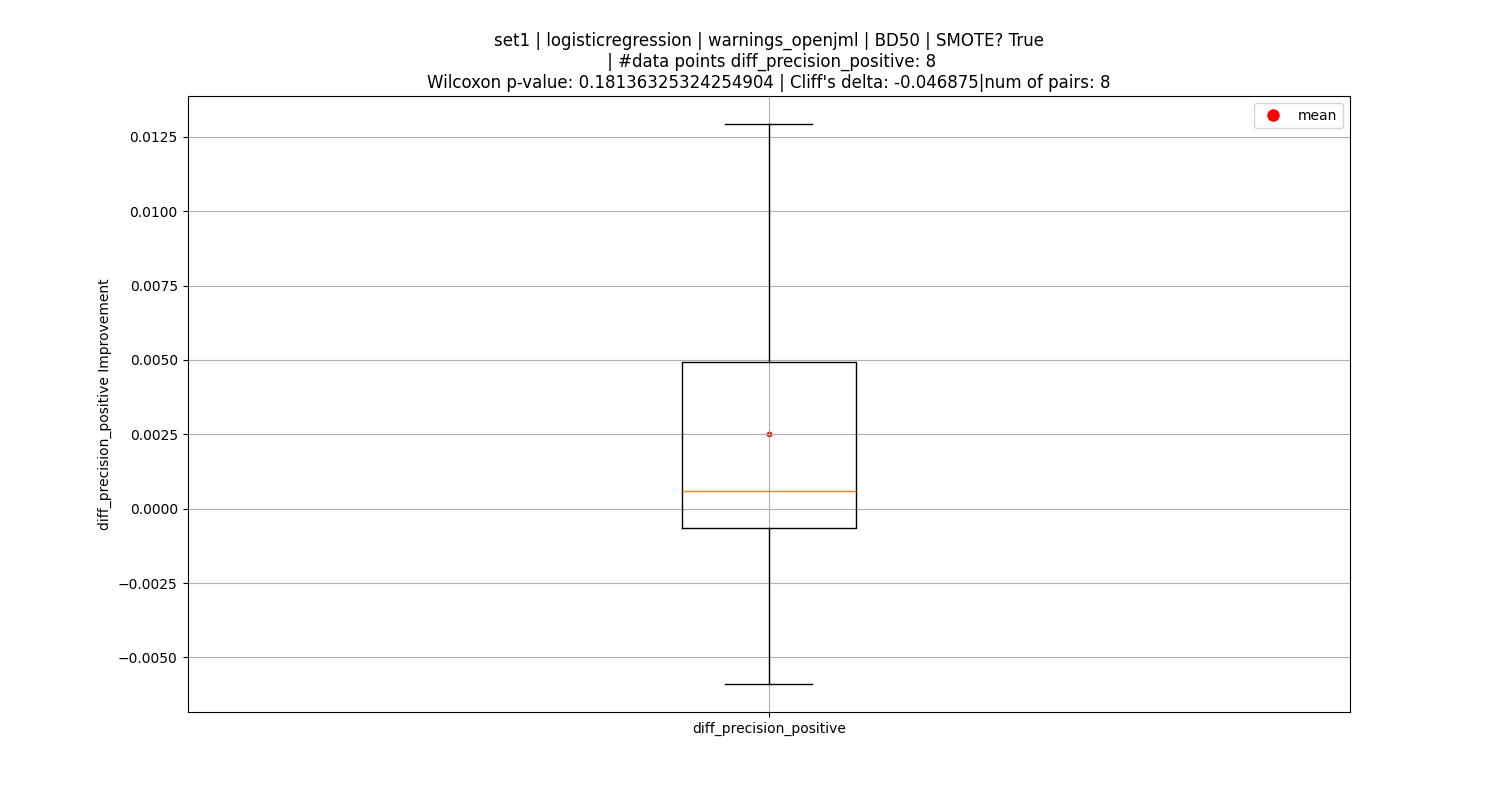 set1 | logisticregression | warnings_openjml | BD50 | SMOTE? True
| #data points diff_precision_positive: 8
Wilcoxon p-value: 0.18136325324254904 | Cliff's delta: -0.046875|num of pairs: 8
mean
0.0125
0.0100
0.0075
0.0050
0.0025
0.0000
−0.0025
−0.0050
diff_precision_positive Improvement
diff_precision_positive